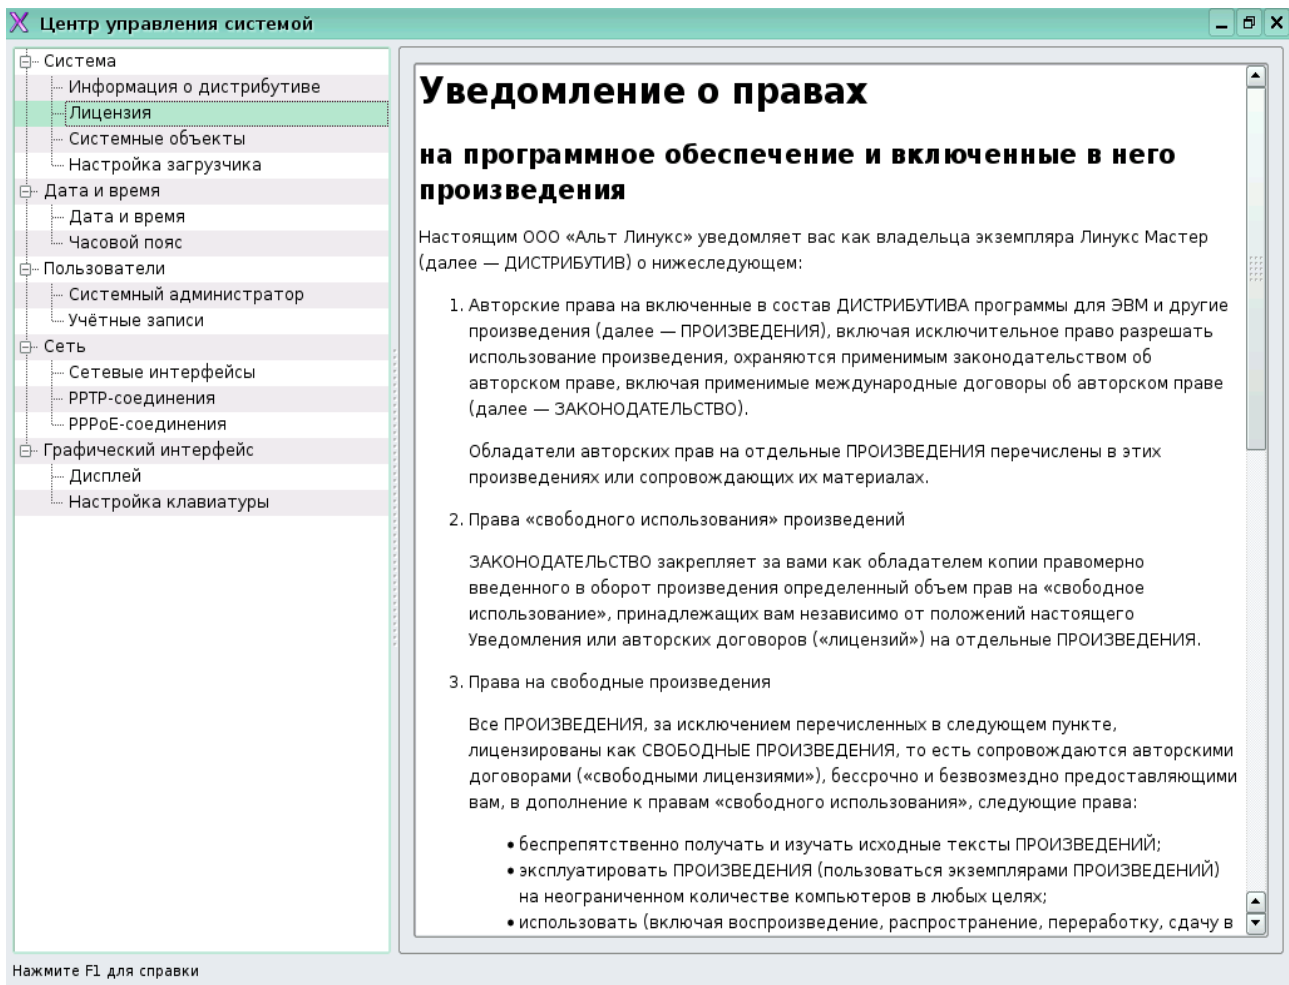 Центр управления системой
Система
Информация о дистрибутиве
Лицензия
Системные объекты
Настройка загрузчика
Дата и время
Дата и время
Часовой пояс
Пользователи
Системный администратор
Учётные записи
Сеть
Сетевые интерфейсы
PPTP-соединения
PPPoE-соединения
Графический интерфейс
Дисплей
Настройка клавиатуры
Уведомление о правах
на программное обеспечение и включенные в него
произведения
Настоящим ООО «Альт Линукс» уведомляет вас как владельца экземпляра Линукс Мастер
(далее — ДИСТРИБУТИВ) о нижеследующем:
1. Авторские права на включенные в состав ДИСТРИБУТИВА программы для ЭВМ и другие
произведения (далее — ПРОИЗВЕДЕНИЯ), включая исключительное право разрешать
использование произведения, охраняются применимым законодательством об
авторском праве, включая применимые международные договоры об авторском праве
(далее — ЗАКОНОДАТЕЛЬСТВО).
Обладатели авторских прав на отдельные ПРОИЗВЕДЕНИЯ перечислены в этих
произведениях или сопровождающих их материалах.
2. Права «свободного использования» произведений
ЗАКОНОДАТЕЛЬСТВО закрепляет за вами как обладателем копии правомерно
введенного в оборот произведения определенный объем прав на «свободное
использование», принадлежащих вам независимо от положений настоящего
Уведомления или авторских договоров («лицензий») на отдельные ПРОИЗВЕДЕНИЯ.
3. Права на свободные произведения
Все ПРОИЗВЕДЕНИЯ, за исключением перечисленных в следующем пункте,
лицензированы как СВОБОДНЫЕ ПРОИЗВЕДЕНИЯ, то есть сопровождаются авторскими
договорами («свободными лицензиями»), бессрочно и безвозмездно предоставляющими
вам, в дополнение к правам «свободного использования», следующие права:
• беспрепятственно получать и изучать исходные тексты ПРОИЗВЕДЕНИЙ;
• эксплуатировать ПРОИЗВЕДЕНИЯ (пользоваться экземплярами ПРОИЗВЕДЕНИЙ)
на неограниченном количестве компьютеров в любых целях;
• использовать (включая воспроизведение, распространение, переработку, сдачу в
Нажмите F1 для справки